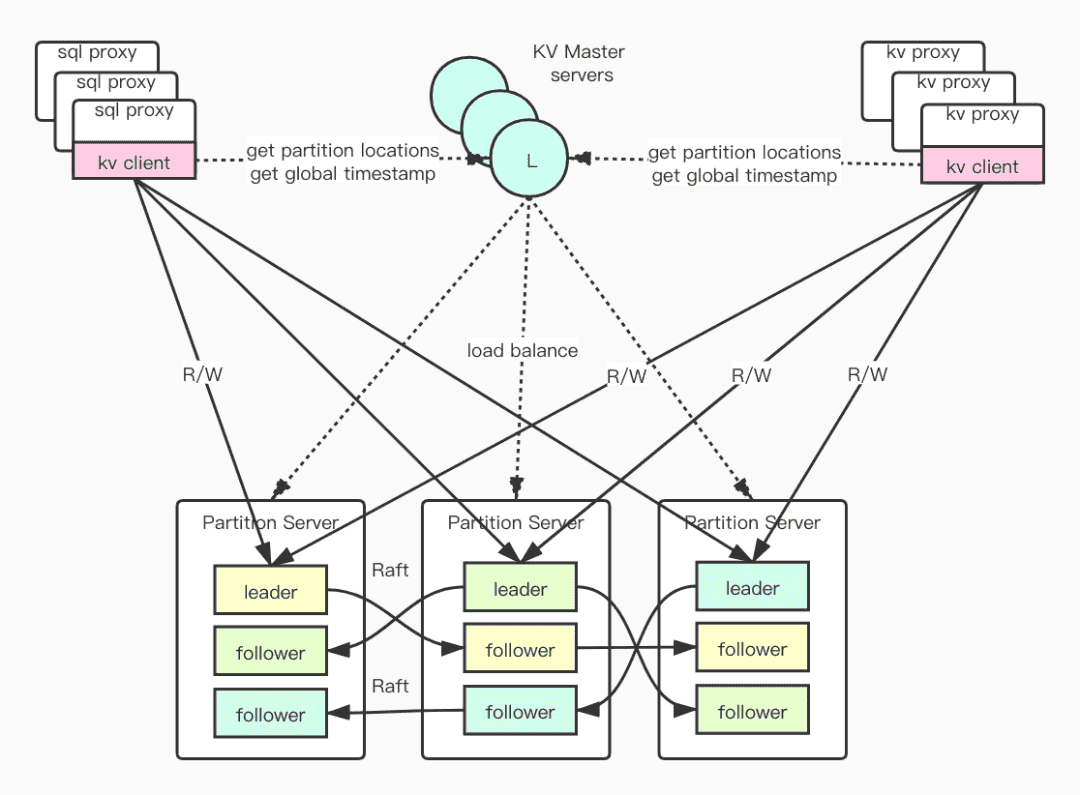 sql proxy
sql proxy
sql proxy
kv client
KV Master
servers
L
kv proxy
kv proxy
kv proxy
kv client
get partition locations
get global timestamp
get partition locations
get global timestamp
load balance
R/W
R/W
R/W
R/W
Partition Server
Partition Server
Partition Server
Raft
leader
leader
leader
follower
follower
follower
Raft
follower
follower
follower